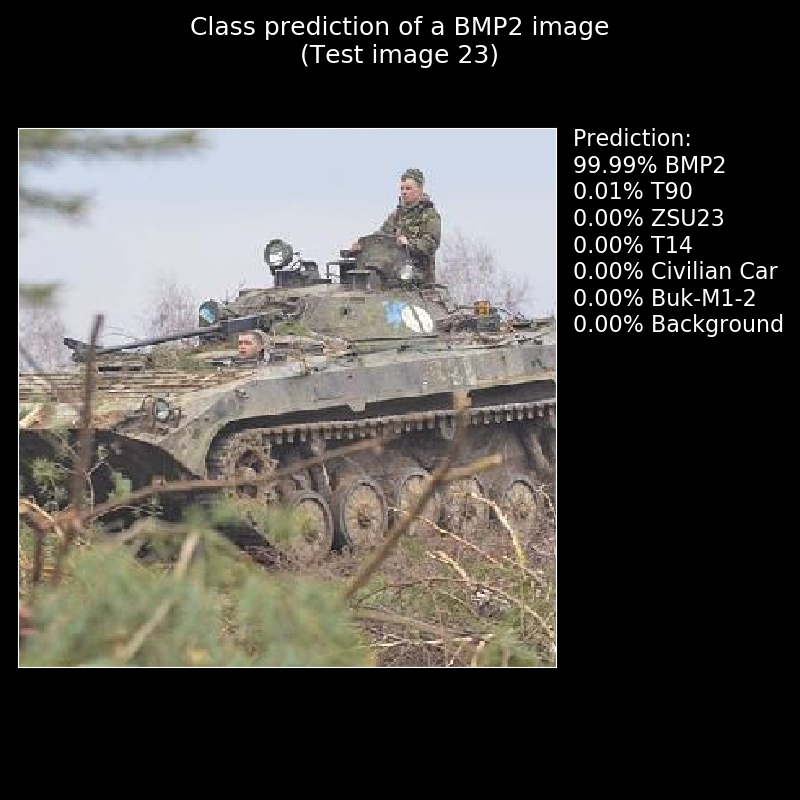 Class prediction of a BMP2 image
(Test image 23)
Prediction:
99.99% BMP2
0.01% T90
0.00% ZSU23
0.00% T14
0.00% Civilian Car
0.00% Buk-M1-2
0.00% Background